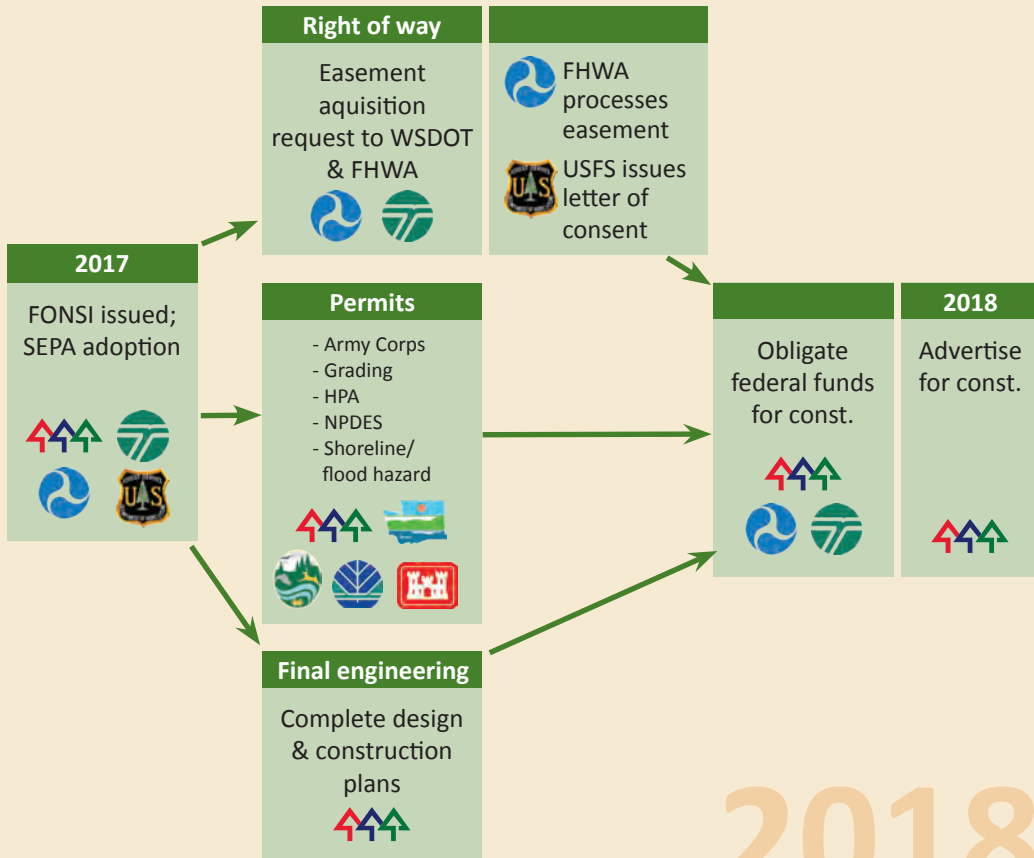 Right of way
Easement
aquisition
request to WSDOT
& FHWA
FHWA
processes
easement
USFS issues
letter of
consent
2017
FONSI issued;
SEPA adoption
U S
Permits
- Army Corps
- Grading
- HPA
- NPDES
- Shoreline/
flood hazard
Final engineering
Complete design
& construction
plans
Obligate
federal funds
for const.
2018
Advertise
for const.
2018